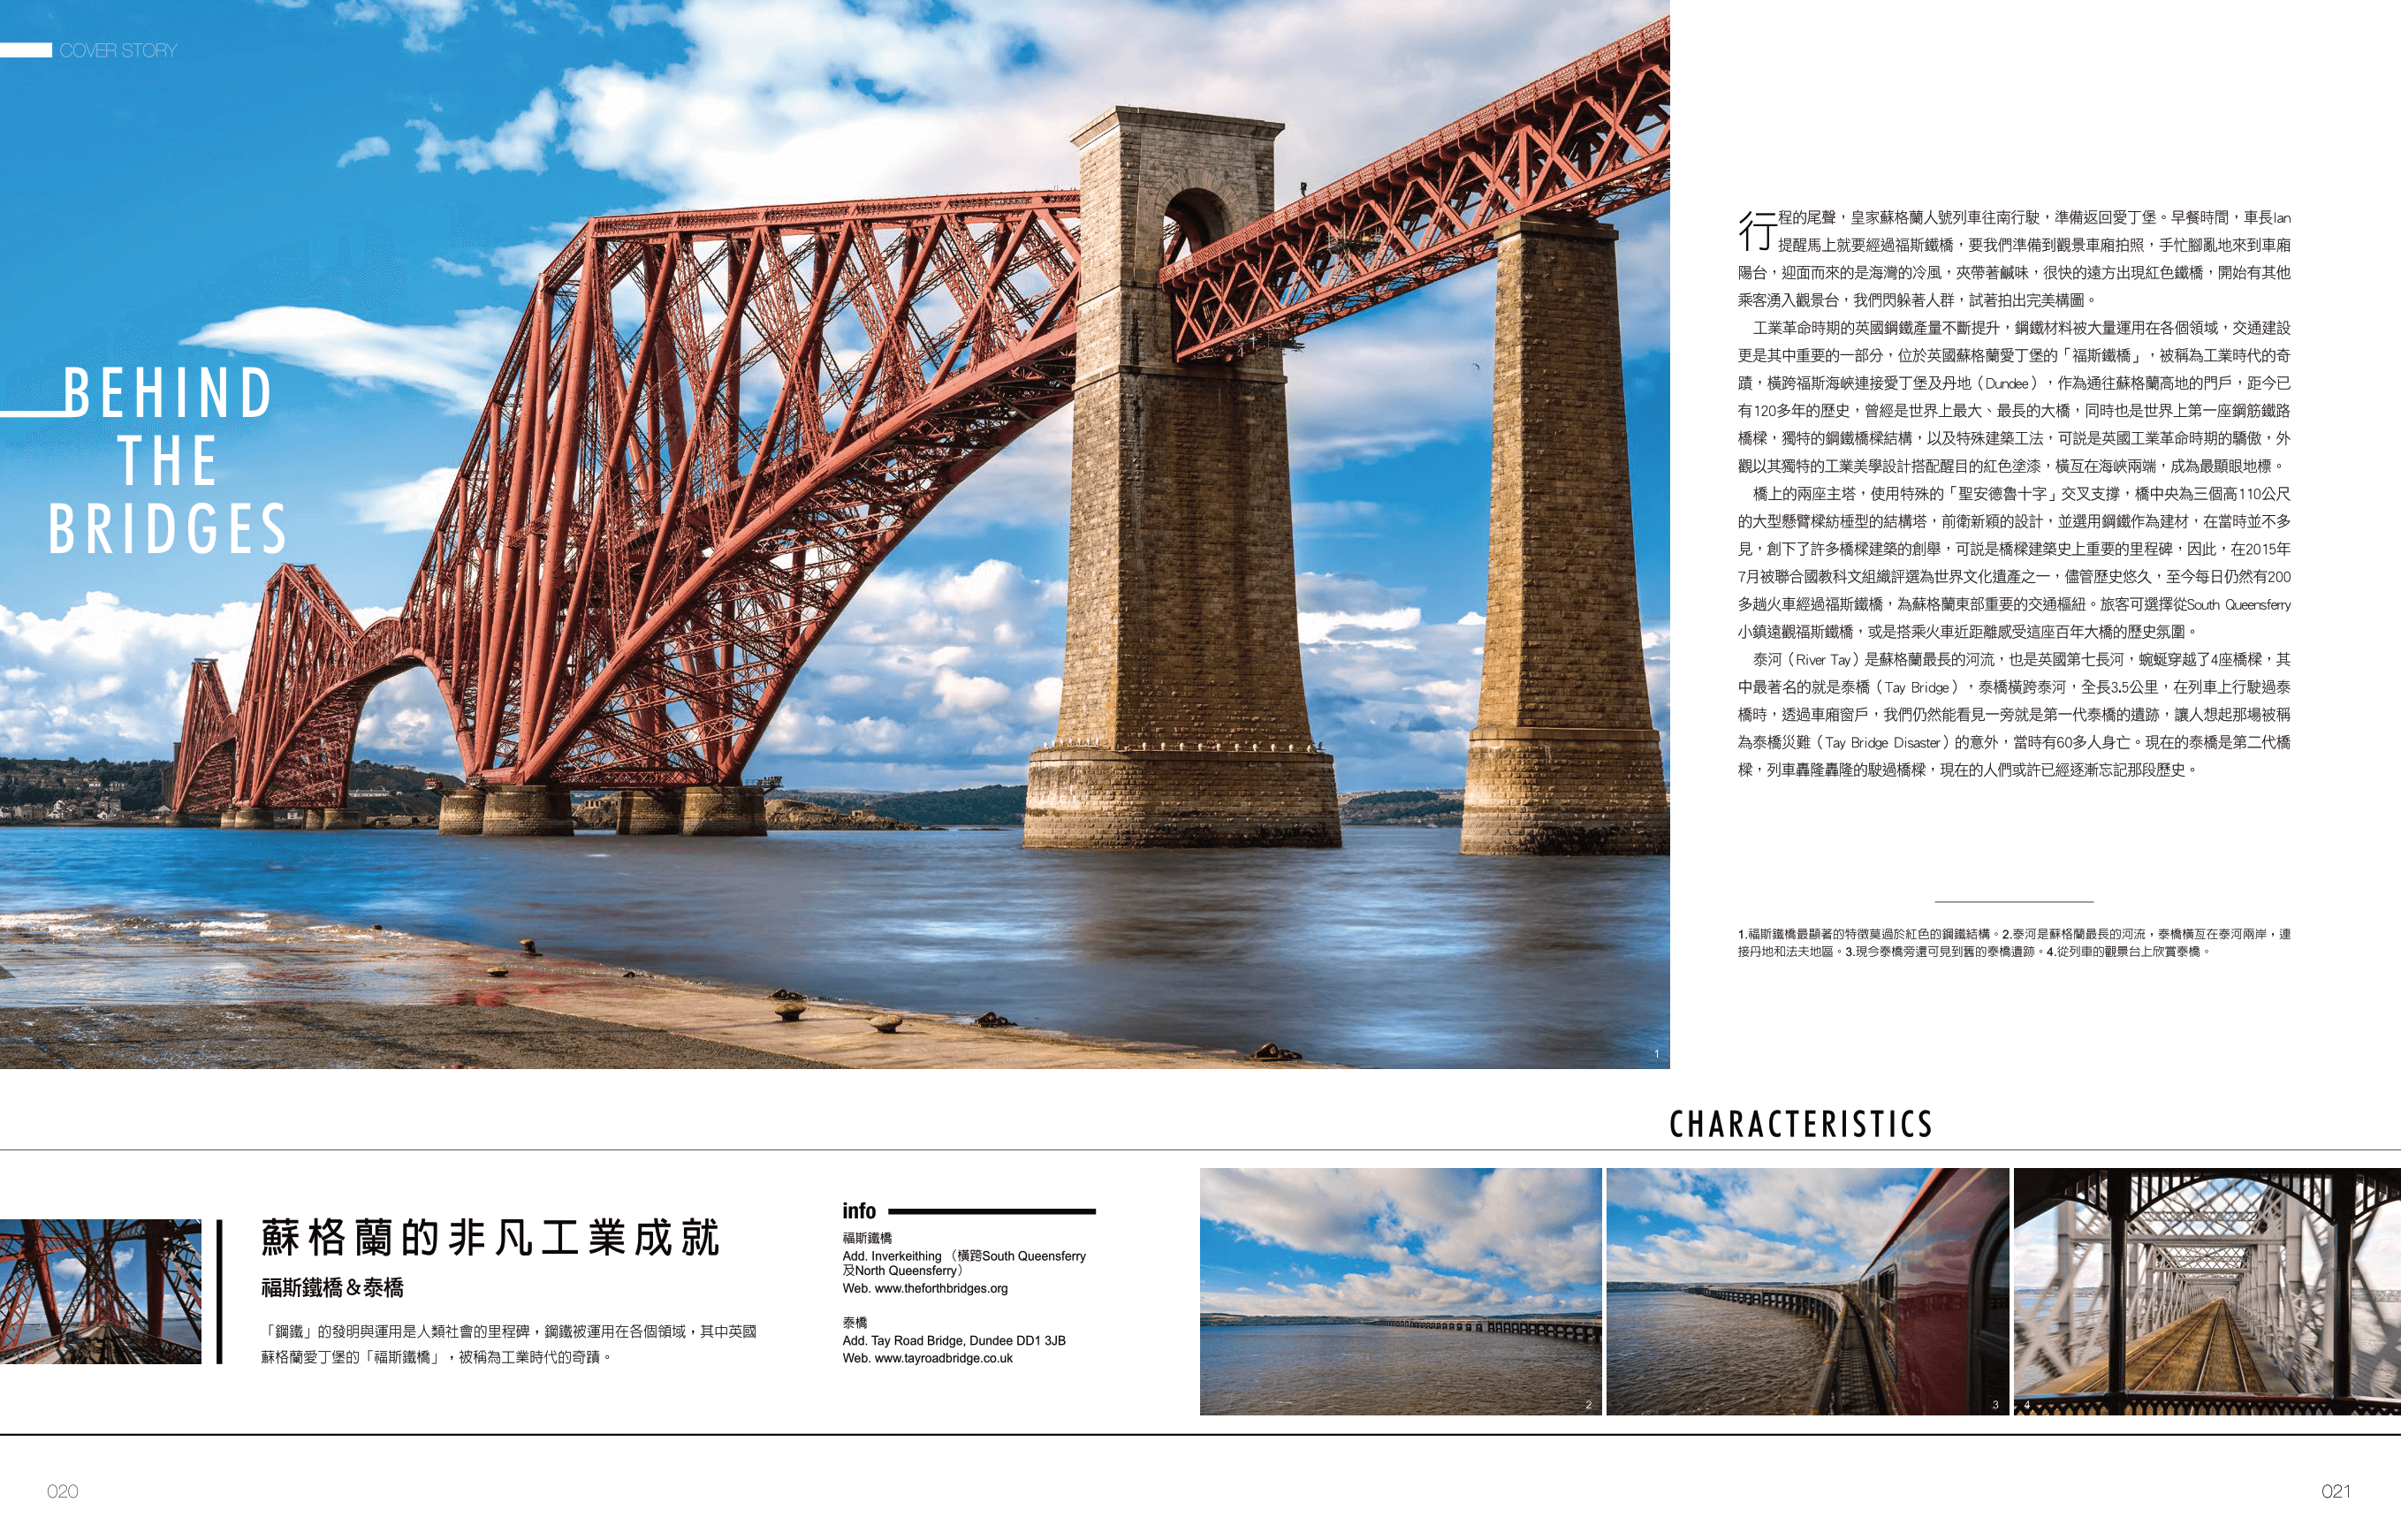 COVER STORY
BEHIND
THE
BRIDGES
1
行程的尾聲，皇家蘇格蘭人號列車往南行駛，準備返回愛丁堡。早餐時間，車長Ian
提醒馬上就要經過福斯鐵橋，要我們準備到觀景車廂拍照，手忙腳亂地來到車廂
陽台，迎面而來的是海灣的冷風，夾帶著鹹味，很快的遠方出現紅色鐵橋，開始有其他
乘客湧入觀景台，我們閃躲著人群，試著拍出完美構圖。
工業革命時期的英國鋼鐵產量不斷提升，鋼鐵材料被大量運用在各個領域，交通建設
更是其中重要的一部分，位於英國蘇格蘭愛丁堡的「福斯鐵橋」，被稱為工業時代的奇
蹟，橫跨福斯海峽連接愛丁堡及丹地（Dundee），作為通往蘇格蘭高地的門戶，距今已
有120多年的歷史，曾經是世界上最大、最長的大橋，同時也是世界上第一座鋼筋鐵路
橋樑，獨特的鋼鐵橋樑結構，以及特殊建築工法，可說是英國工業革命時期的驕傲，外
觀以其獨特的工業美學設計搭配醒目的紅色塗漆，橫亙在海峽兩端，成為最顯眼地標。
橋上的兩座主塔，使用特殊的「聖安德魯十字」交叉支撐，橋中央為三個高110公尺
的大型懸臂樑紡棰型的結構塔，前衛新穎的設計，並選用鋼鐵作為建材，在當時並不多
見，創下了許多橋樑建築的創舉，可說是橋樑建築史上重要的里程碑，因此，在2015年
7月被聯合國教科文組織評選為世界文化遺產之一，儘管歷史悠久，至今每日仍然有200
多趟火車經過福斯鐵橋，為蘇格蘭東部重要的交通樞紐。旅客可選擇從South Queensferry
小鎮遠觀福斯鐵橋，或是搭乘火車近距離感受這座百年大橋的歷史氛圍。
泰河（River Tay）是蘇格蘭最長的河流，也是英國第七長河，蜿蜒穿越了4座橋樑，其
中最著名的就是泰橋（Tay Bridge），泰橋橫跨泰河，全長3.5公里，在列車上行駛過泰
橋時，透過車廂窗戶，我們仍然能看見一旁就是第一代泰橋的遺跡，讓人想起那場被稱
為泰橋災難（Tay Bridge Disaster）的意外，當時有60多人身亡。現在的泰橋是第二代橋
樑，列車轟隆轟隆的駛過橋樑，現在的人們或許已經逐漸忘記那段歷史。
1.福斯鐵橋最顯著的特徵莫過於紅色的鋼鐵結構。2.泰河是蘇格蘭最長的河流，泰橋橫亙在泰河兩岸，連
接丹地和法夫地區。3.現今泰橋旁還可見到舊的泰橋遺跡。4.從列車的觀景台上欣賞泰橋。
CHARACTERISTICS
蘇格蘭的非凡工業成就
福斯鐵橋＆泰橋
「鋼鐵」的發明與運用是人類社會的里程碑，鋼鐵被運用在各個領域，其中英國
蘇格蘭愛丁堡的「福斯鐵橋」，被稱為工業時代的奇蹟。
info
福斯鐵橋
Add. Inverkeithing （橫跨South Queensferry
及North Queensferry）
Web. www.theforthbridges.org
泰橋
Add. Tay Road Bridge, Dundee DD1 3JB
Web. www.tayroadbridge.co.uk
2
3
4
020
021